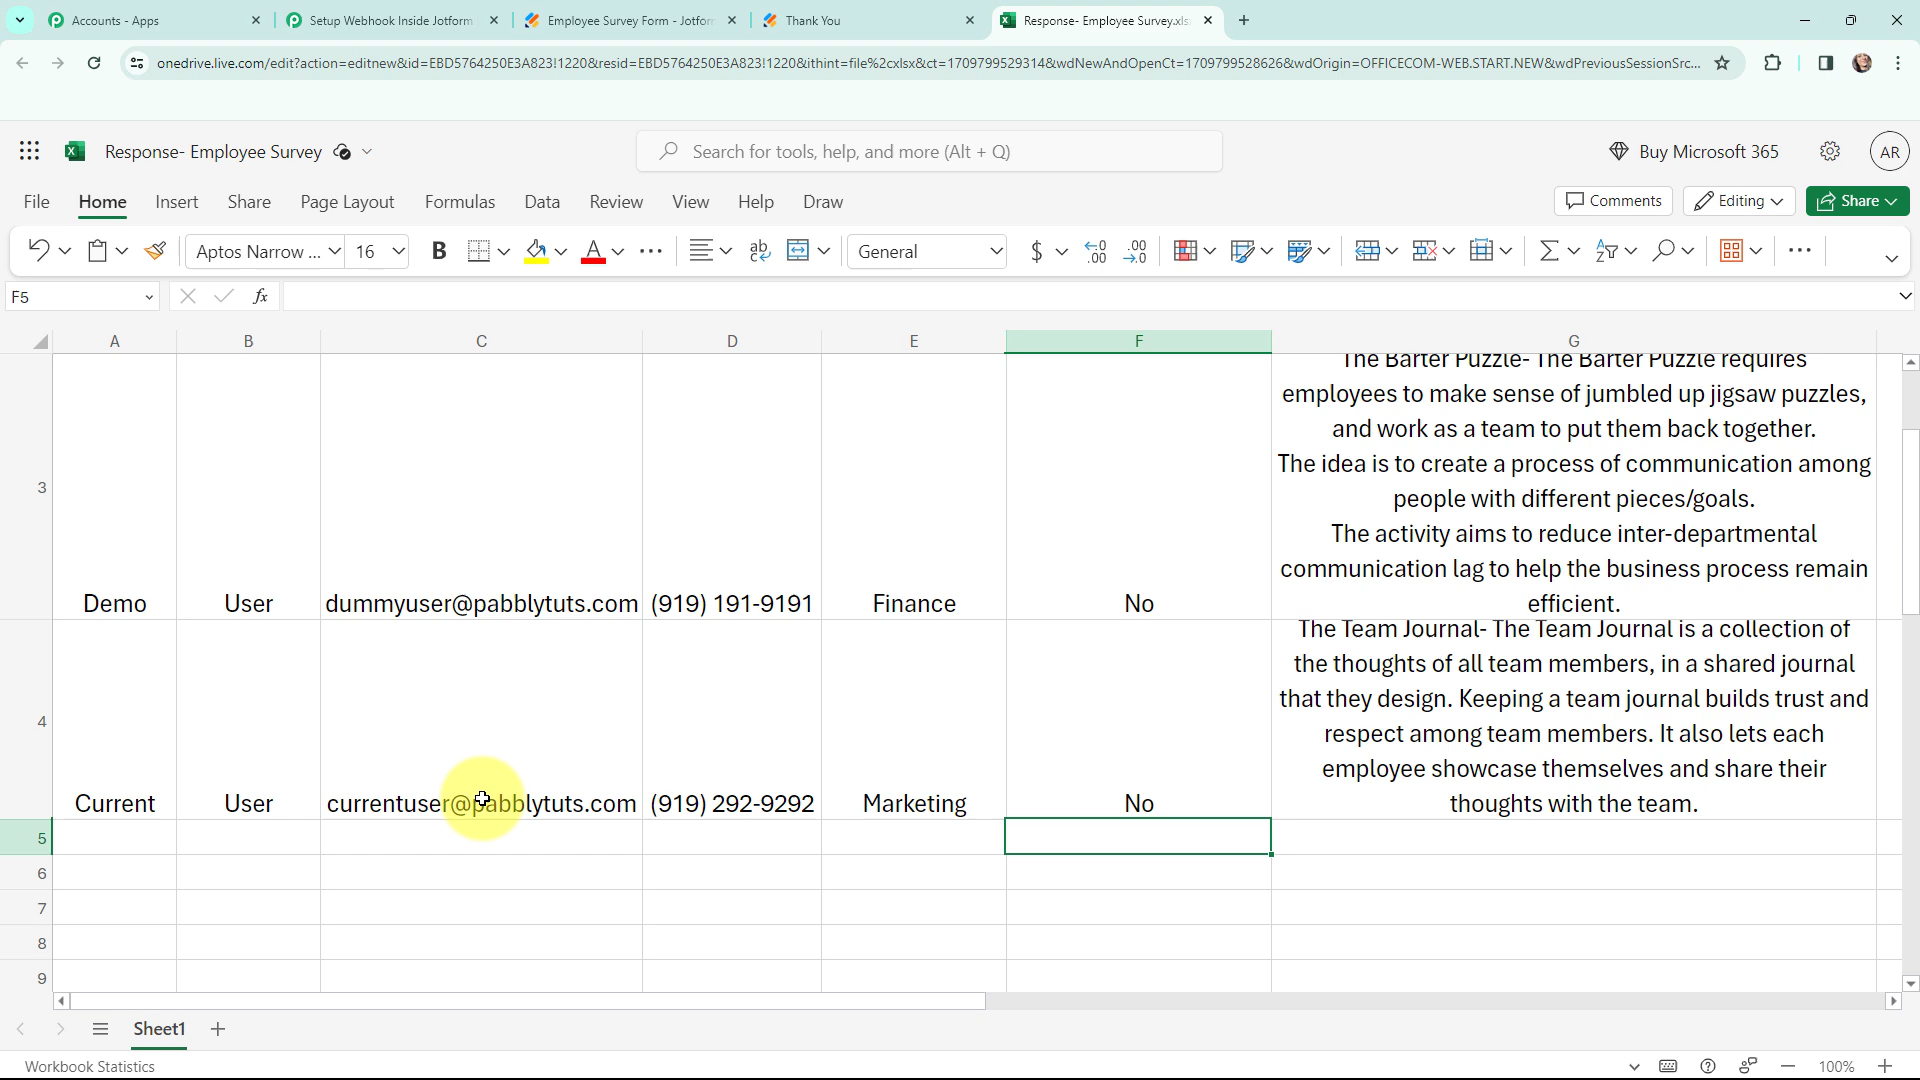 Accounts - Apps
Setup Webhook Inside Jotform
Employee Survey Form - Jotform
Thank You
Response- Employee Survey.xls
onedrive.live.com/edit?action=editnew&id=EBD5764250E3A823!1220&resid=EBD5764250E3A823!1220&ithint=file%2cxlsx&ct=1709799529314&wdNewAndOpenCt=1709799528626&wdOrigin=OFFICECOM-WEB.START.NEW&wdPreviousSessionSrc...
Response- Employee Survey
Search for tools, help, and more (Alt + Q)
Buy Microsoft 365
AR
File Home Insert Share Page Layout Formulas Data Review View Help Draw
Comments
Editing
Share
Aptos Narrow ... 16
B
A
ab
General
$
.00
F5
fx
A B C D E F G
The Barter Puzzle- The Barter Puzzle requires
employees to make sense of jumbled up jigsaw puzzles,
and work as a team to put them back together.
The idea is to create a process of communication among
people with different pieces/goals.
The activity aims to reduce inter-departmental
communication lag to help the business process remain
efficient.
3
Demo User dummyuser@pabblytuts.com (919) 191-9191 Finance No
The Team Journal- The Team Journal is a collection of
the thoughts of all team members, in a shared journal
that they design. Keeping a team journal builds trust and
respect among team members. It also lets each
employee showcase themselves and share their
thoughts with the team.
4
Current User currentuser@pabblytuts.com (919) 292-9292 Marketing No
5
6
7
8
9
Sheet1
Workbook Statistics
100%